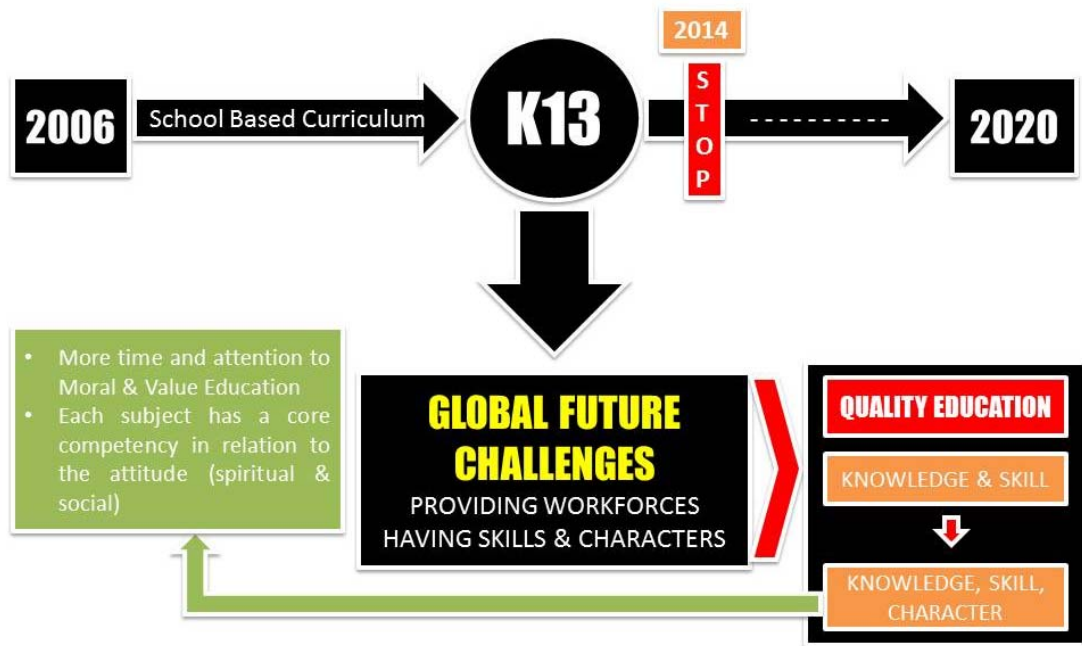 2014
STOP
2006
School Based Curriculum
K13
- - - - - - - - - -
2020
• More time and attention to
Moral & Value Education
• Each subject has a core
competency in relation to
the attitude (spiritual &
social)
GLOBAL FUTURE
CHALLENGES
PROVIDING WORKFORCES
HAVING SKILLS & CHARACTERS
QUALITY EDUCATION
KNOWLEDGE & SKILL
KNOWLEDGE, SKILL,
CHARACTER